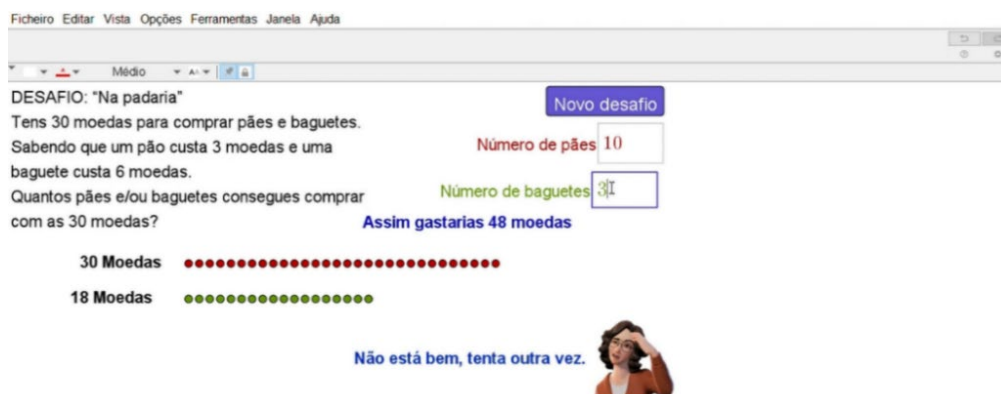 Ficheiro Editar Vista Opções Ferramentas Janela Ajuda
Médio
DESAFIO: "Na padaria"
Tens 30 moedas para comprar pães e baguetes.
Sabendo que um pão custa 3 moedas e uma
baguete custa 6 moedas.
Quantos pães e/ou baguetes consegues comprar
com as 30 moedas?
Novo desafio
Número de pães 10
Número de baguetes 3
Assim gastarias 48 moedas
30 Moedas
18 Moedas
Não está bem, tenta outra vez.